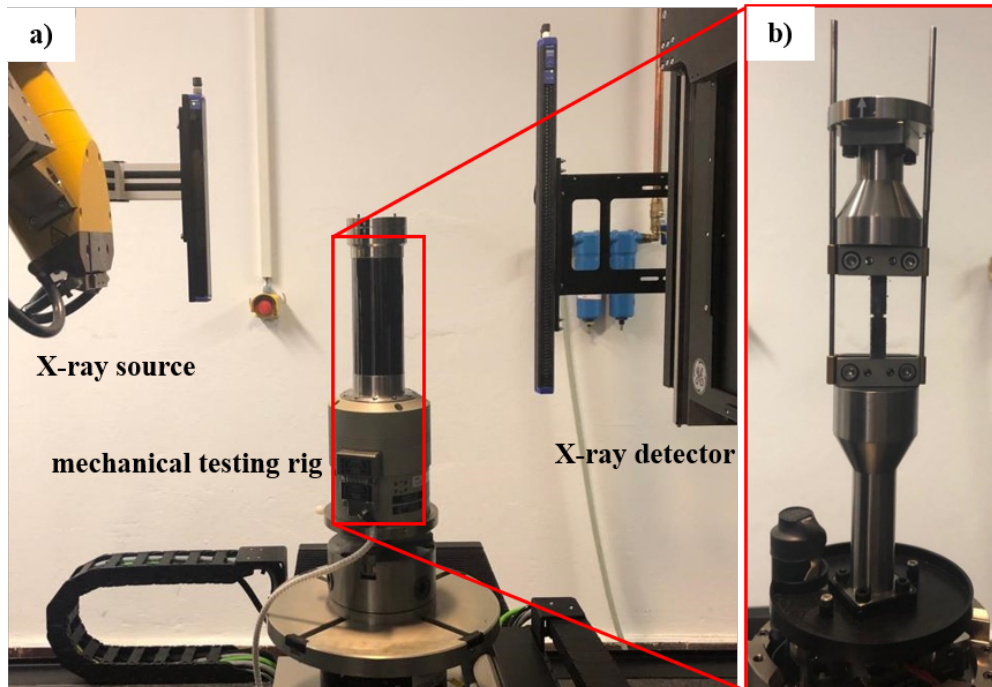 a)
b)
X-ray source
mechanical testing rig
X-ray detector